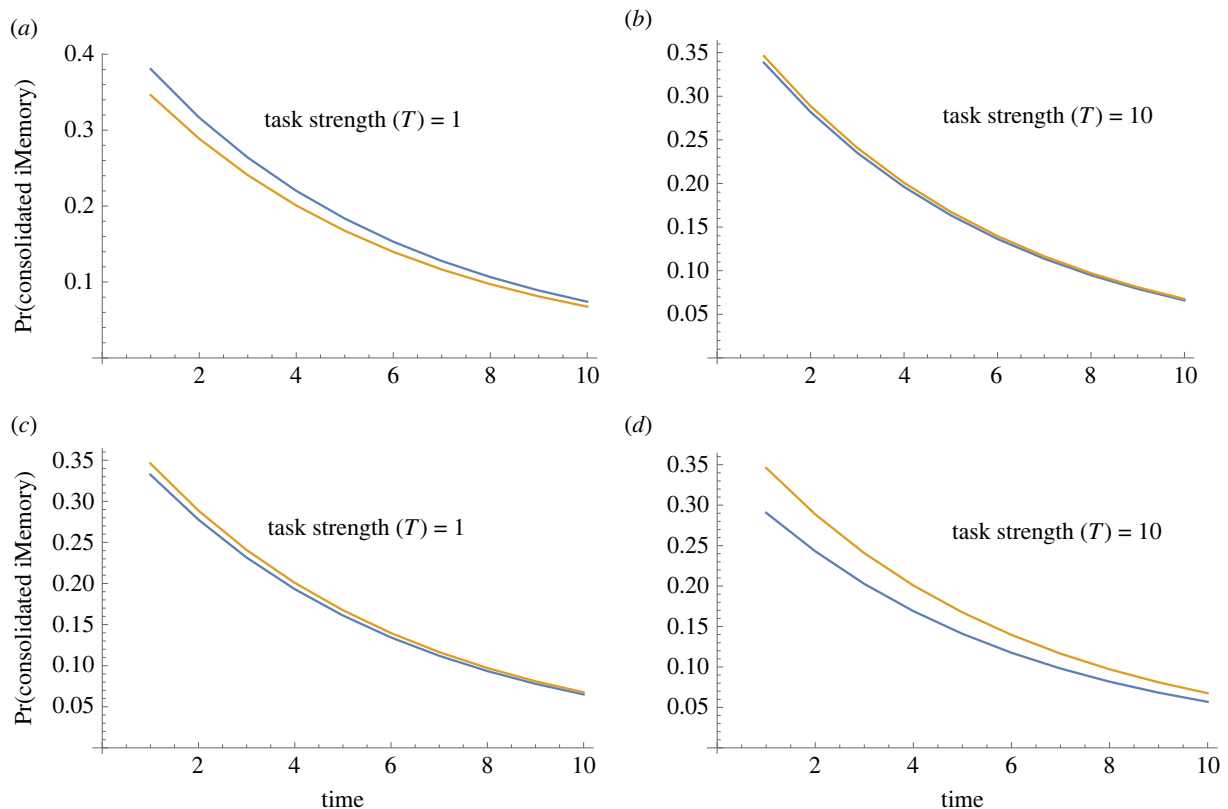 (a)
Pr(consolidated iMemory)
0.4
0.3
0.2
0.1
task strength (T) = 1
2 4 6 8 10
(b)
0.35
0.30
0.25
0.20
0.15
0.10
0.05
task strength (T) = 10
2 4 6 8 10
(c)
Pr(consolidated iMemory)
0.35
0.30
0.25
0.20
0.15
0.10
0.05
task strength (T) = 1
2 4 6 8 10
time
(d)
0.35
0.30
0.25
0.20
0.15
0.10
0.05
task strength (T) = 10
2 4 6 8 10
time